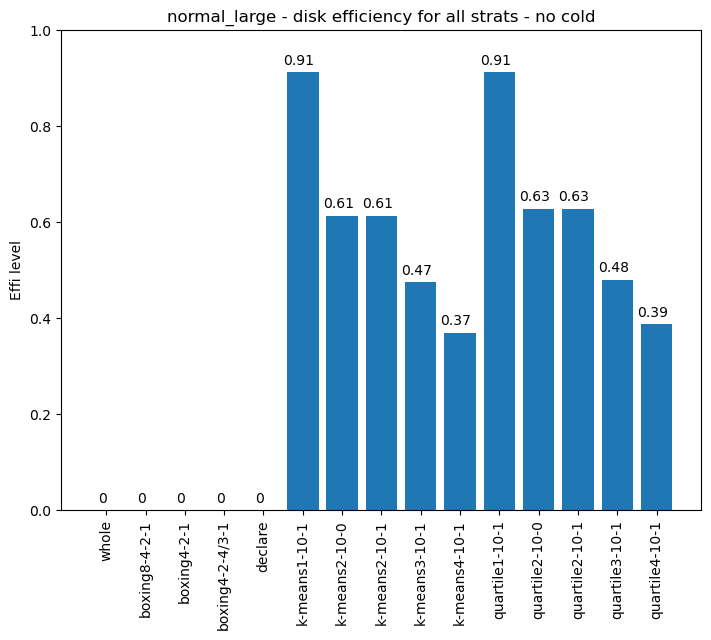 normal_large - disk efficiency for all strats - no cold
Effi level
1.0
0.8
0.6
0.4
0.2
0.0
0
0
0
0
0
0.91
0.61
0.61
0.47
0.37
0.91
0.63
0.63
0.48
0.39
whole
boxing8-4-2-1
boxing4-2-1
boxing4-2-4/3-1
declare
k-means1-10-1
k-means2-10-0
k-means2-10-1
k-means3-10-1
k-means4-10-1
quartile1-10-1
quartile2-10-0
quartile2-10-1
quartile3-10-1
quartile4-10-1